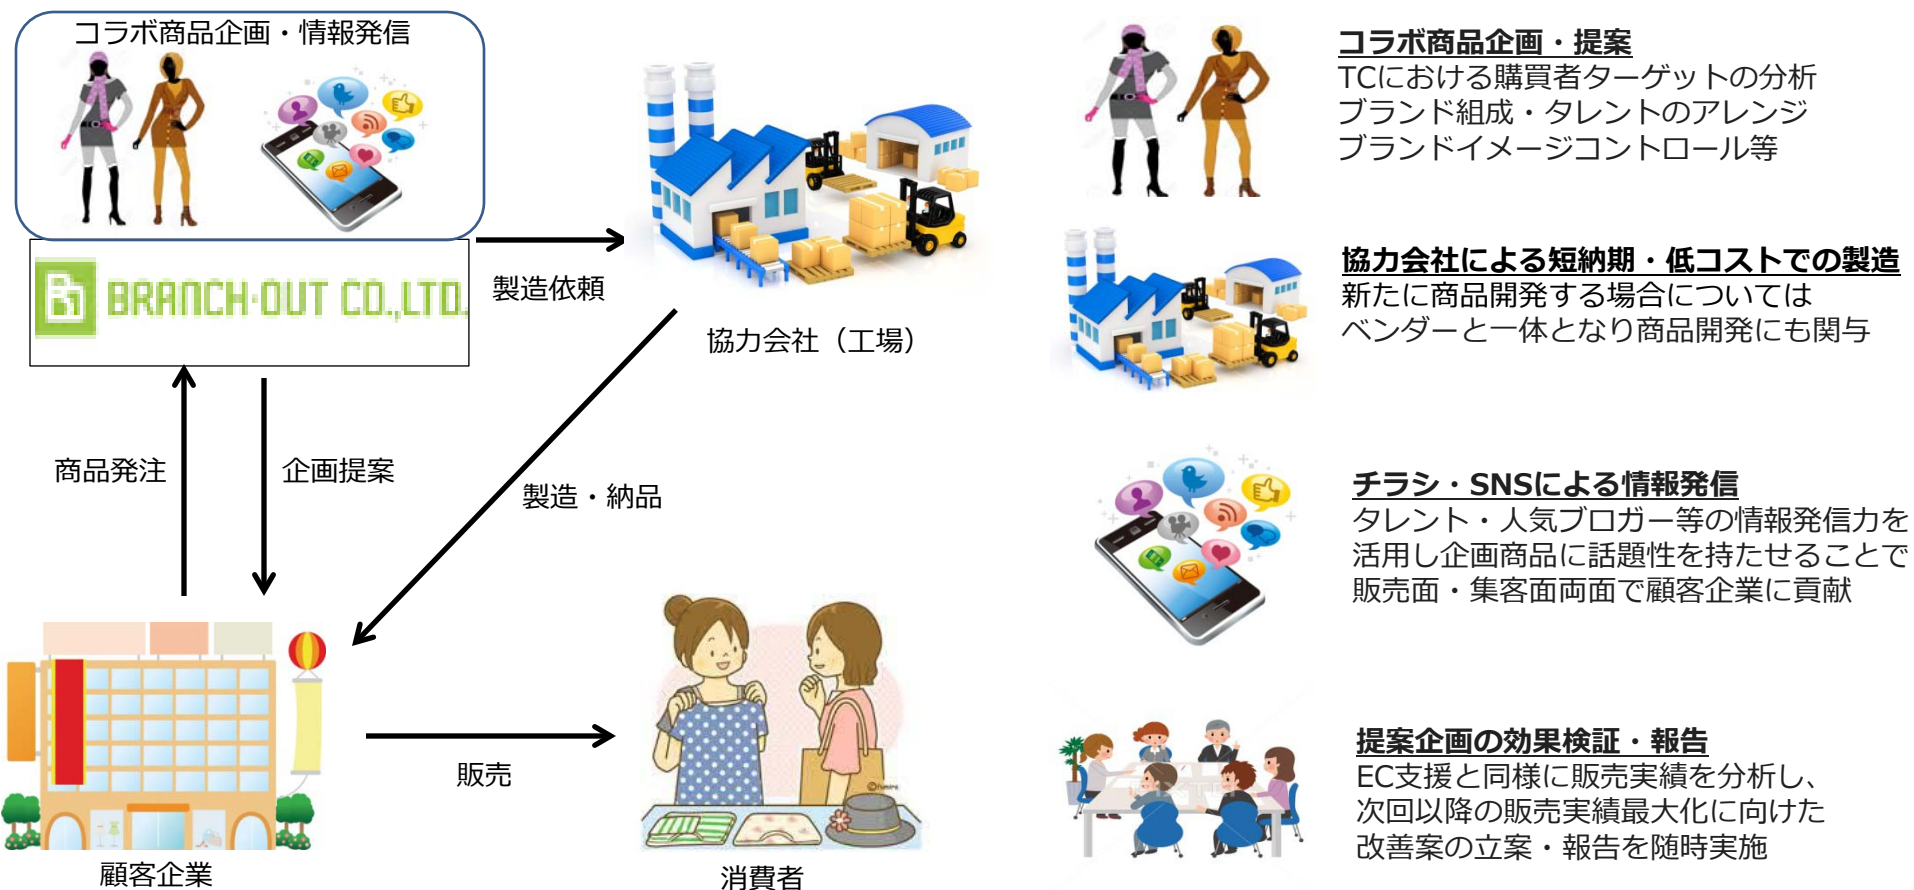 コラボ商品企画・情報発信
BRANCH・OUT CO.,LTD.
製造依頼
協力会社（工場）
商品発注
企画提案
製造・納品
販売
顧客企業
消費者
コラボ商品企画・提案
TCにおける購買者ターゲットの分析
ブランド組成・タレントのアレンジ
ブランドイメージコントロール等
協力会社による短納期・低コストでの製造
新たに商品開発する場合については
ベンダーと一体となり商品開発にも関与
チラシ・SNSによる情報発信
タレント・人気ブロガー等の情報発信力を
活用し企画商品に話題性を持たせることで
販売面・集客面両面で顧客企業に貢献
提案企画の効果検証・報告
EC支援と同様に販売実績を分析し、
次回以降の販売実績最大化に向けた
改善案の立案・報告を随時実施